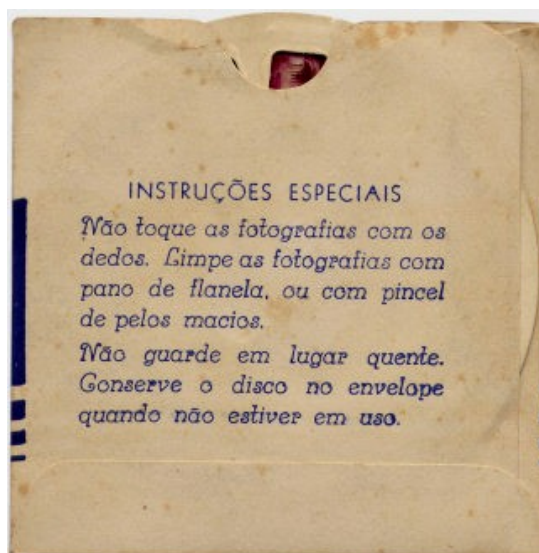 INSTRUÇÕES ESPECIAIS
Não toque as fotografias com os
dedos. Limpe as fotografias com
pano de flanela, ou com pincel
de pelos macios.
Não guarde em lugar quente.
Conserve o disco no envelope
quando não estiver em uso.